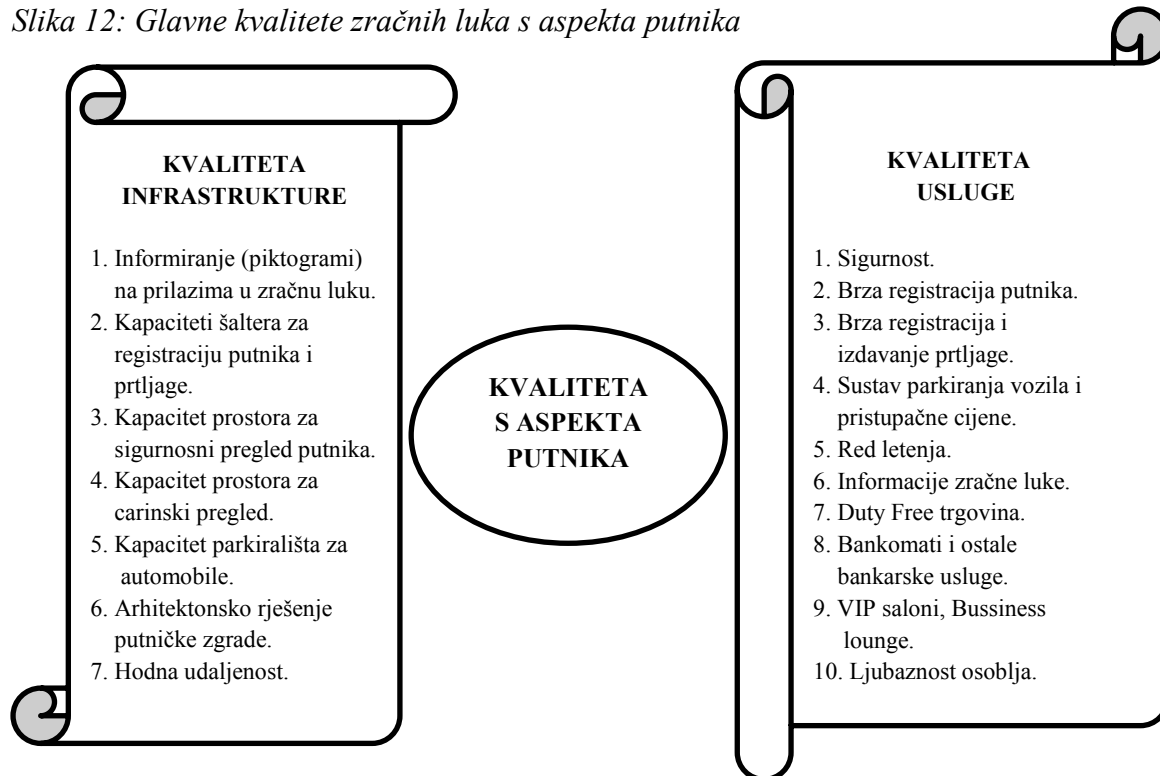 Slika 12: Glavne kvalitete zračnih luka s aspekta putnika
KVALITETA
INFRASTRUKTURE
1. Informiranje (piktogrami)
na prilazima u zračnu luku.
2. Kapaciteti šaltera za
registraciju putnika i
prtljage.
3. Kapacitet prostora za
sigurnosni pregled putnika.
4. Kapacitet prostora za
carinski pregled.
5. Kapacitet parkirališta za
automobile.
6. Arhitektonsko rješenje
putničke zgrade.
7. Hodna udaljenost.
KVALITETA
S ASPEKTA
PUTNIKA
KVALITETA
USLUGE
1. Sigurnost.
2. Brza registracija putnika.
3. Brza registracija i
izdavanje prtljage.
4. Sustav parkiranja vozila i
pristupačne cijene.
5. Red letenja.
6. Informacije zračne luke.
7. Duty Free trgovina.
8. Bankomati i ostale
bankarske usluge.
9. VIP saloni, Bussiness
lounge.
10. Ljubaznost osoblja.